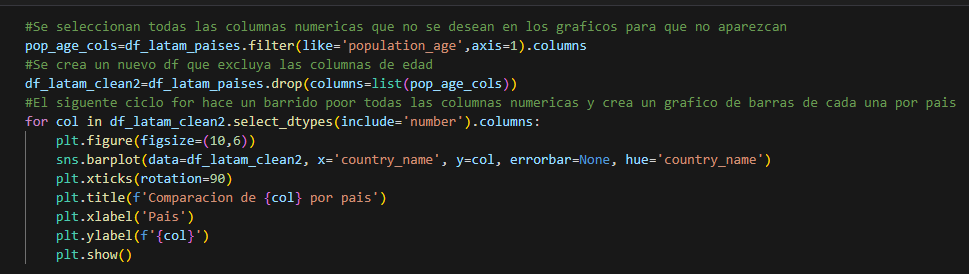 #Se seleccionan todas las columnas numericas que no se desean en los graficos para que no aparezcan
pop_age_cols=df_latam_paises.filter(like='population_age',axis=1).columns
#Se crea un nuevo df que excluya las columnas de edad
df_latam_clean2=df_latam_paises.drop(columns=list(pop_age_cols))
#El siguente ciclo for hace un barrido poor todas las columnas numericas y crea un grafico de barras de cada una por pais
for col in df_latam_clean2.select_dtypes(include='number').columns:
    plt.figure(figsize=(10,6))
    sns.barplot(data=df_latam_clean2, x='country_name', y=col, errorbar=None, hue='country_name')
    plt.xticks(rotation=90)
    plt.title(f'Comparacion de {col} por pais')
    plt.xlabel('Pais')
    plt.ylabel(f'{col}')
    plt.show()